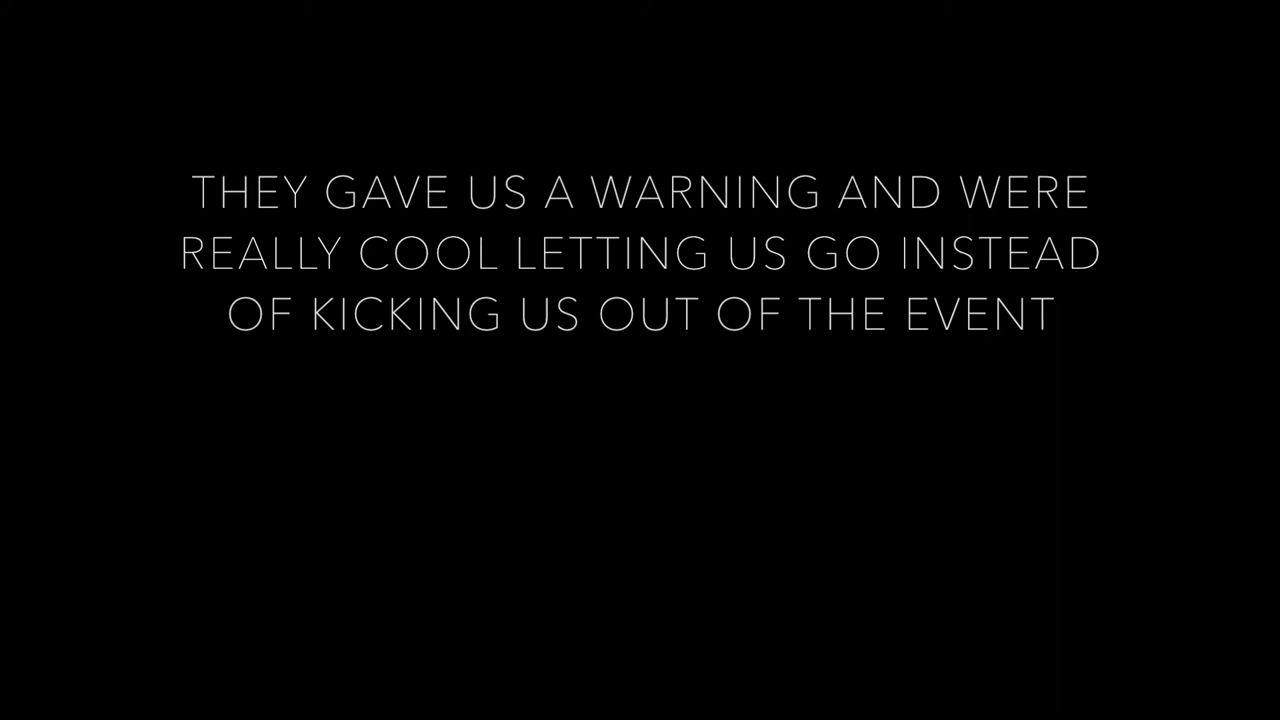 THEY GAVE US A WARNING AND WERE
REALLY COOL LETTING US GO INSTEAD
OF KICKING US OUT OF THE EVENT